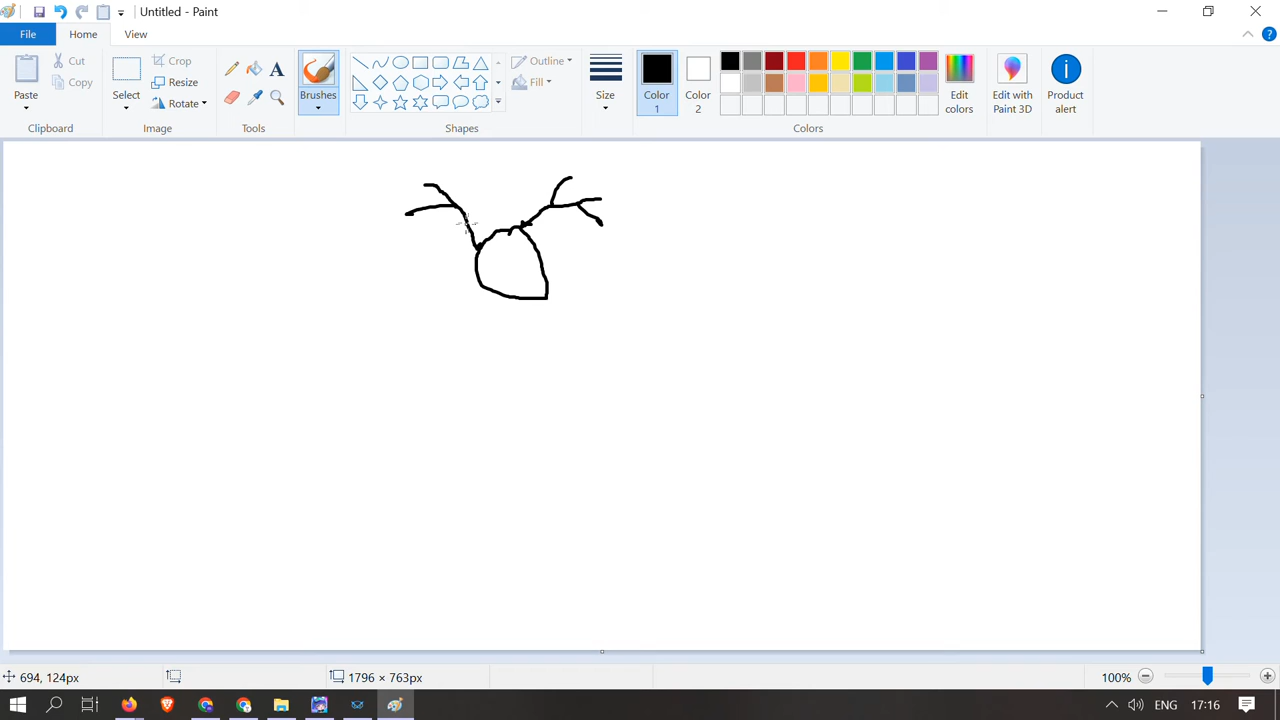 Untitled - Paint
File Home View
Paste
Cut
Copy
Clipboard
Select
Crop
Resize
Rotate
Image
Tools
Brushes
Outline
Fill
Shapes
Size
Color 1
Color 2
Edit colors
Colors
Edit with Paint 3D
Product alert
694, 124px
1796 × 763px
100%
ENG
17:16